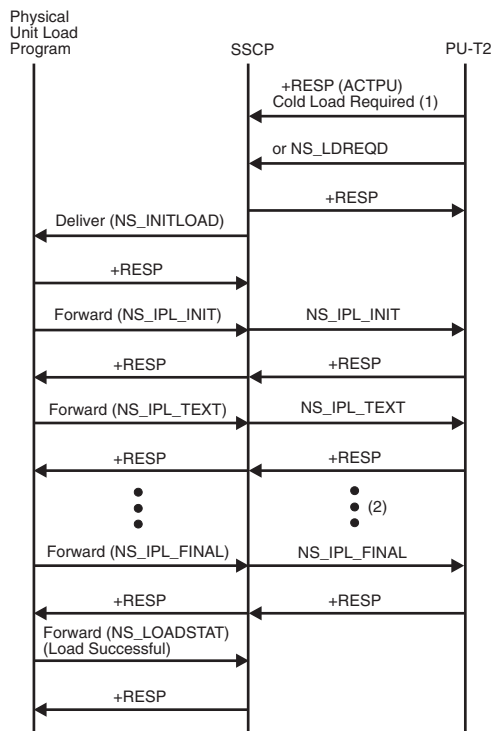 Physical
Unit Load
Program
SSCP
PU-T2
+RESP (ACTPU)
Cold Load Required (1)
or NS_LDREQD
+RESP
Deliver (NS_INITLOAD)
+RESP
Forward (NS_IPL_INIT)
NS_IPL_INIT
+RESP
+RESP
Forward (NS_IPL_TEXT)
NS_IPL_TEXT
+RESP
+RESP
(2)
Forward (NS_IPL_FINAL)
NS_IPL_FINAL
+RESP
+RESP
Forward (NS_LOADSTAT)
(Load Successful)
+RESP